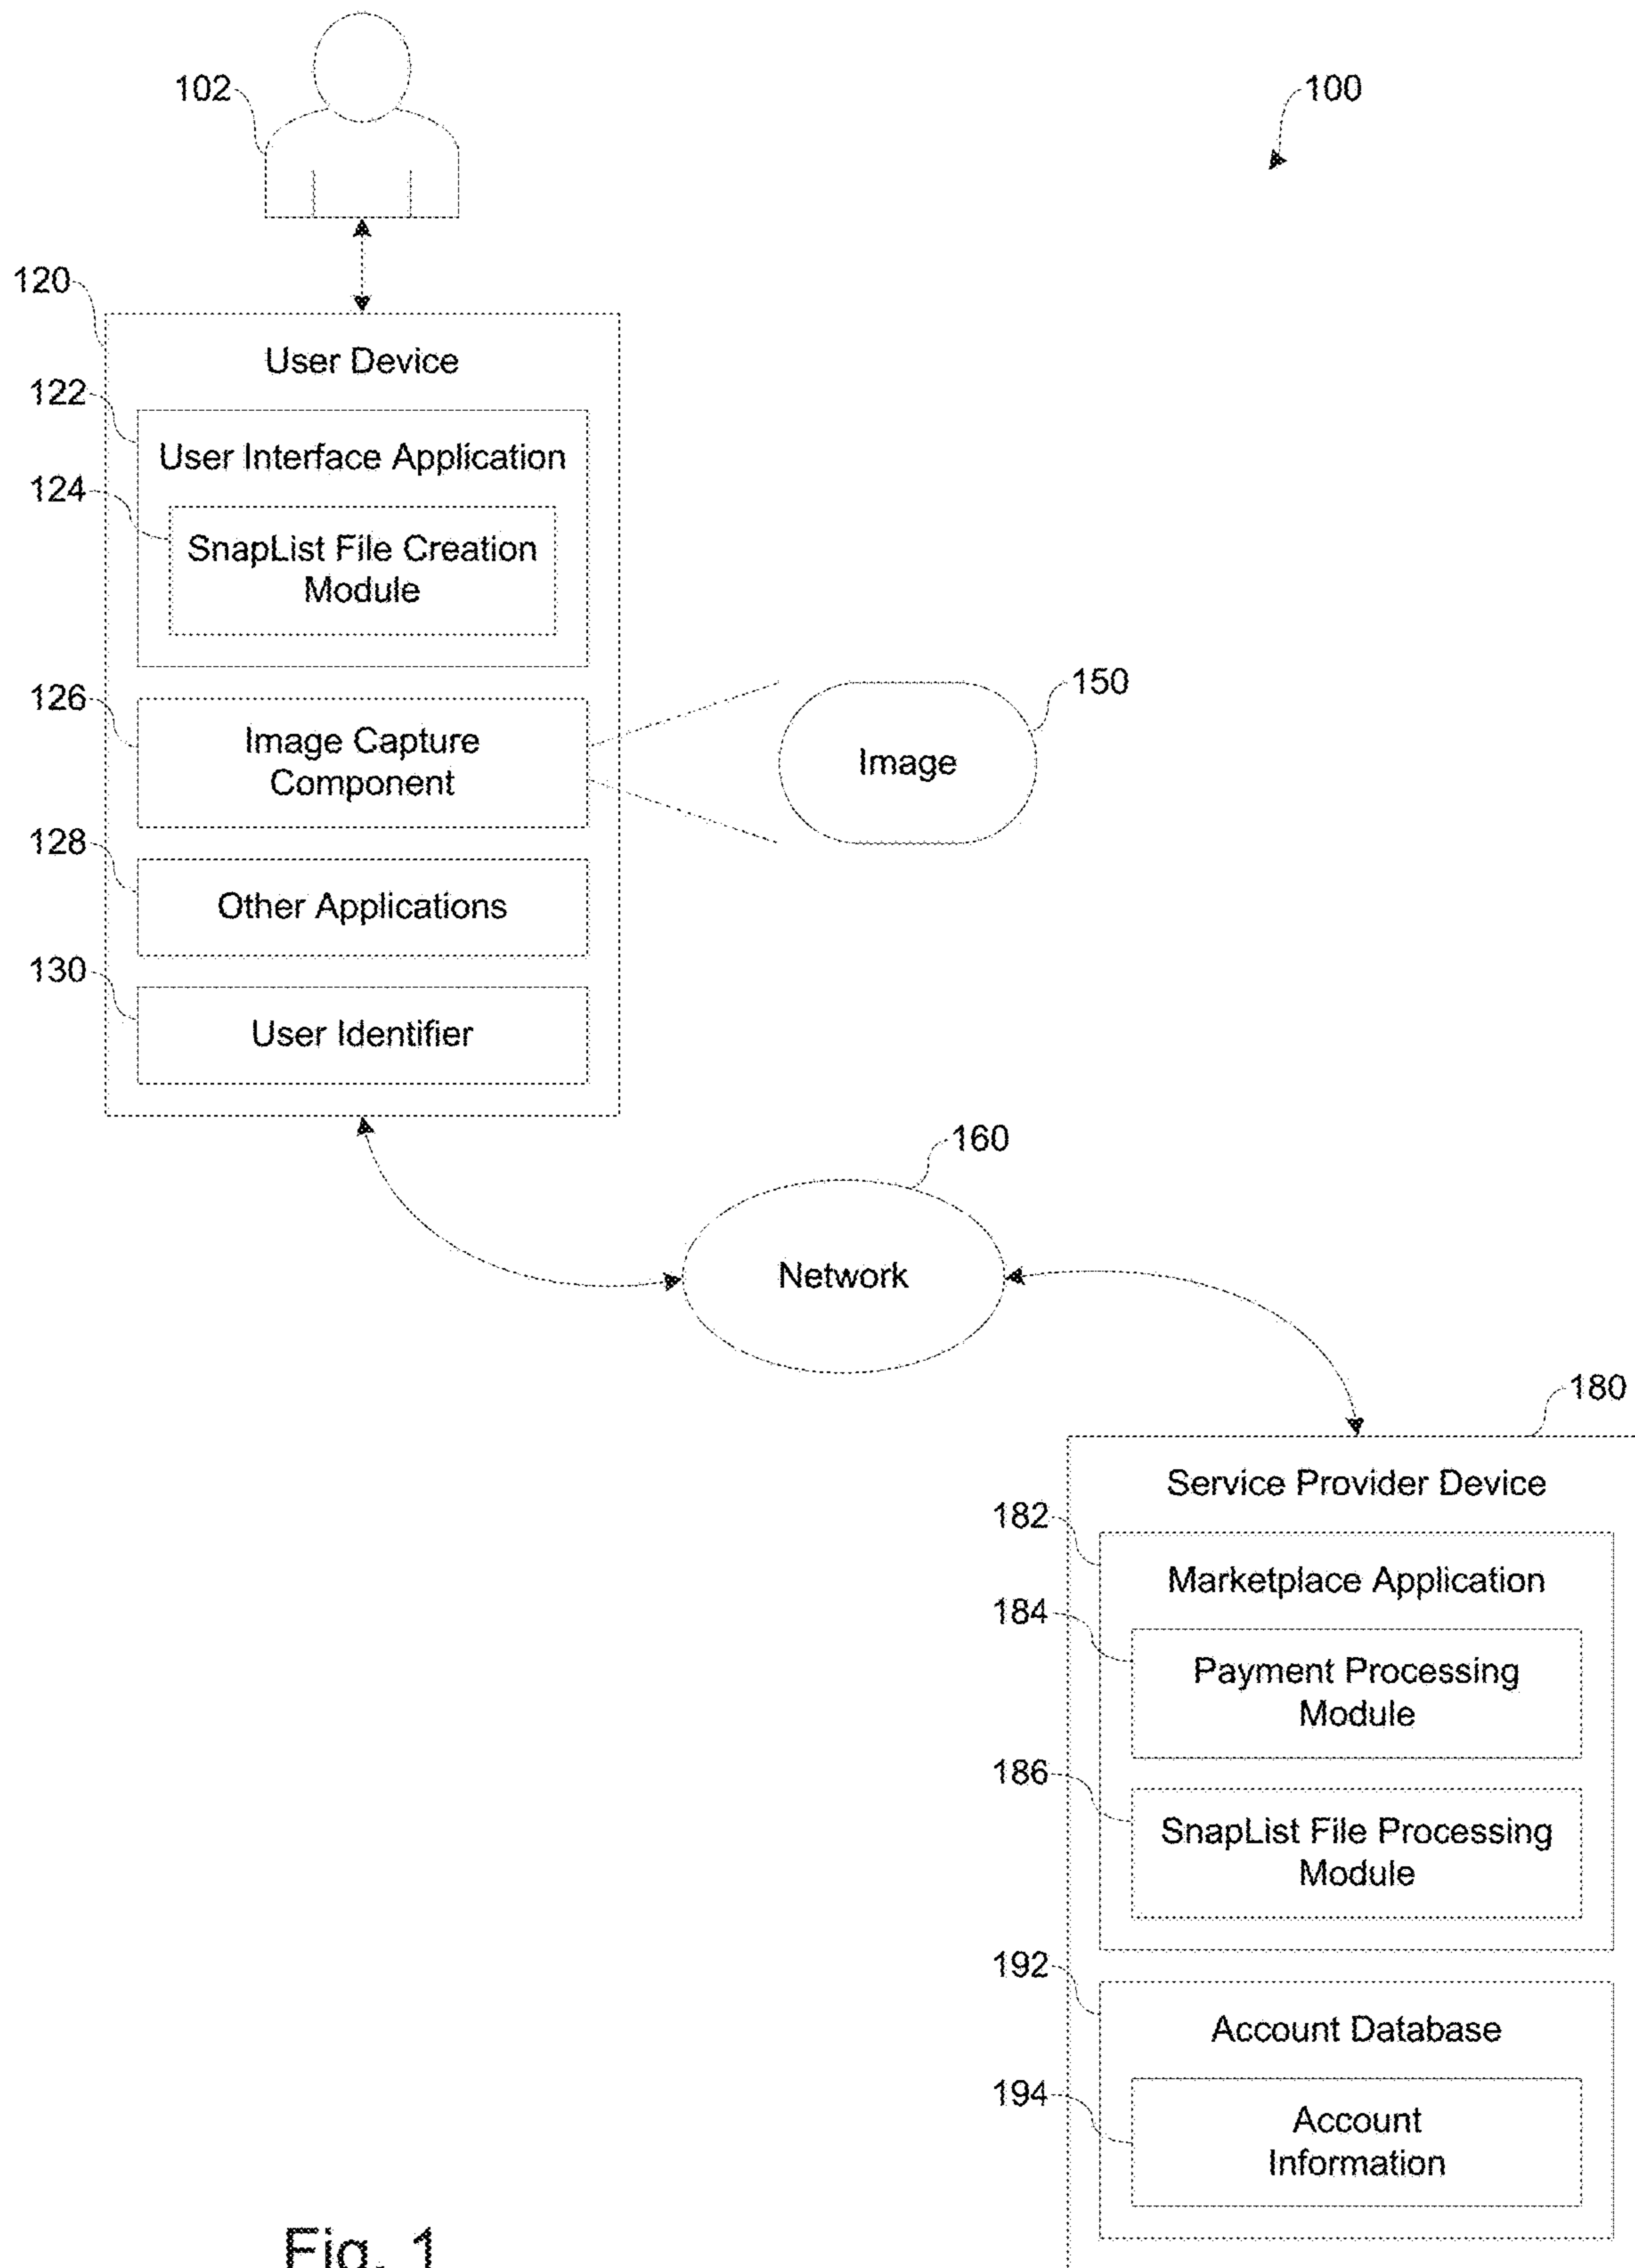 102
100
120
User Device
122
User Interface Application
124
SnapList File Creation
Module
126
Image Capture
Component
150
Image
128
Other Applications
130
User Identifier
160
Network
180
Service Provider Device
182
Marketplace Application
184
Payment Processing
Module
186
SnapList File Processing
Module
192
Account Database
194
Account
Information
Fig. 1